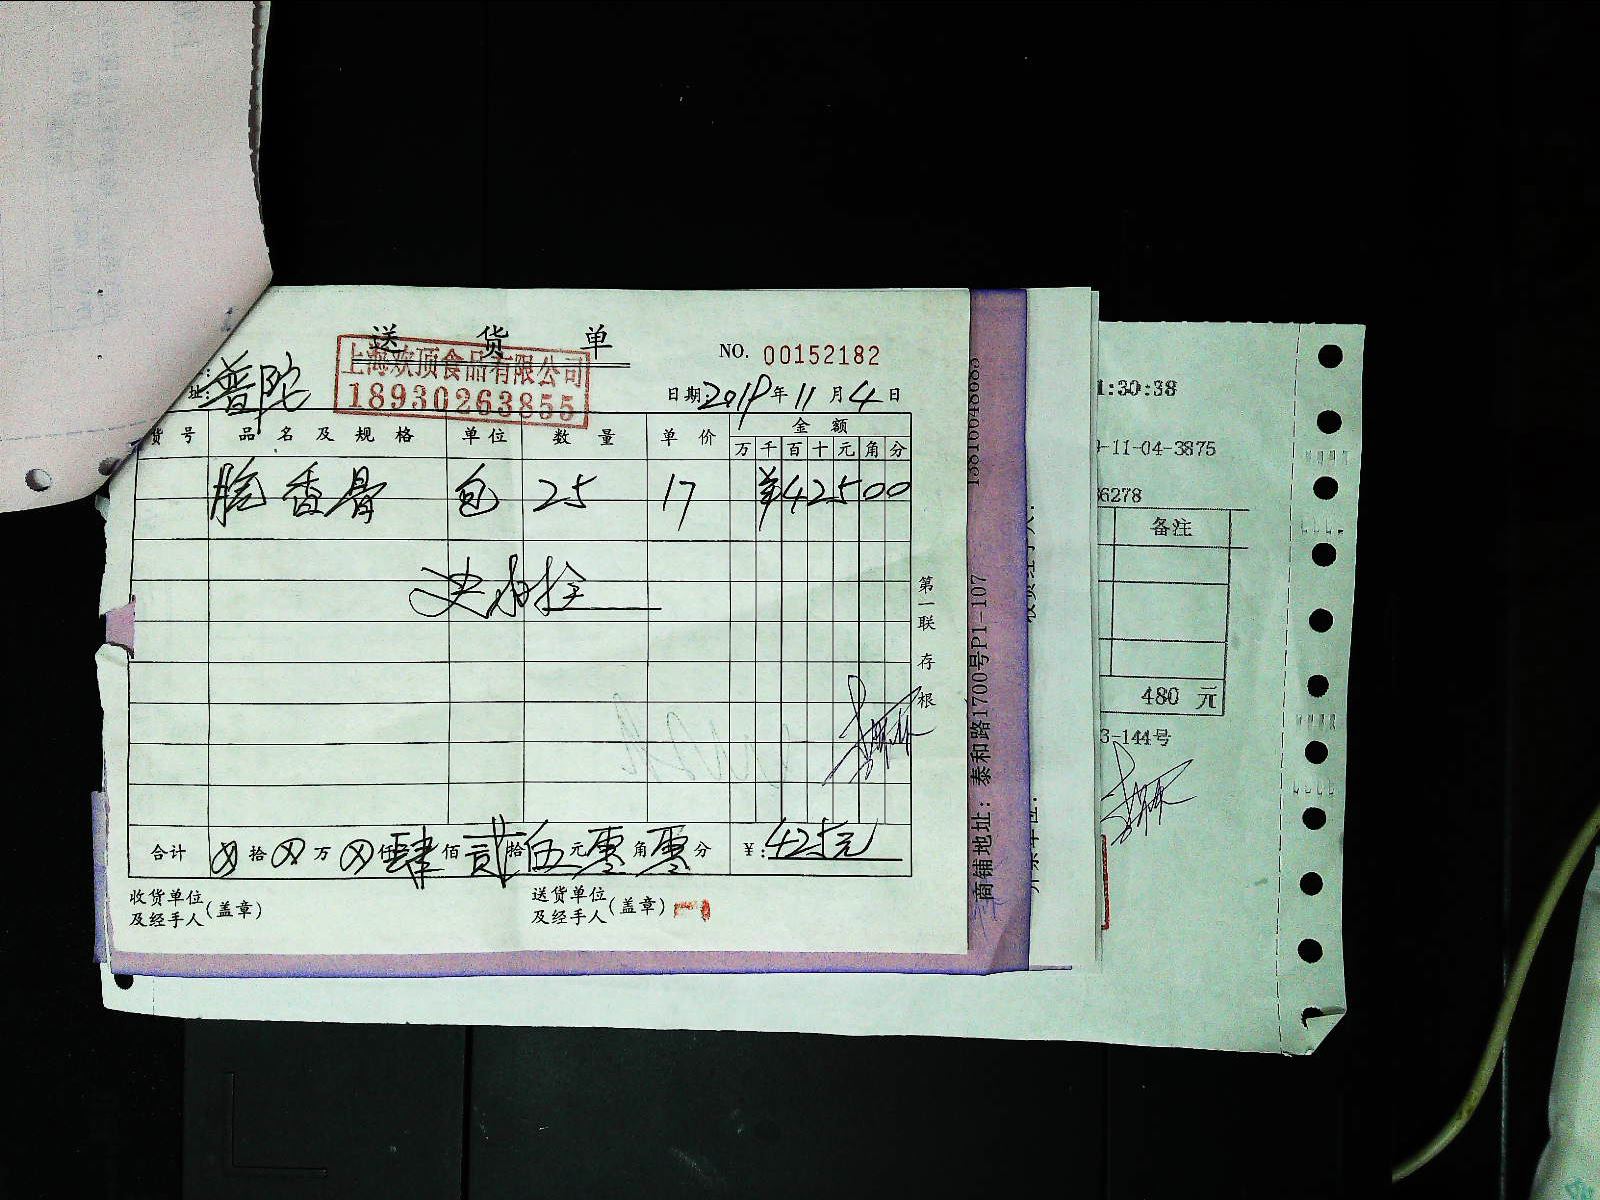 送 货 单
上海欢顶食品有限公司
18930263855
NO. 00152182
址: 普陀
日期: 2019 年 11 月 4 日
货 号 品 名 及 规 格 单 位 数 量 单 价 金 额
万 千 百 十 元 角 分
脆香骨 包 25 17 ¥42500
第一联 存根
合计 ⊗ 拾 ⊗ 万 ⊗ 仟 肆 佰 贰 拾 伍 元 零 角 零 分 ¥: 425元
收货单位
及经手人(盖章)
送货单位
及经手人(盖章)
商铺地址: 泰和路1700号P1-107
1:30:38
-11-04-3875
6278
备注
480 元
3-144号